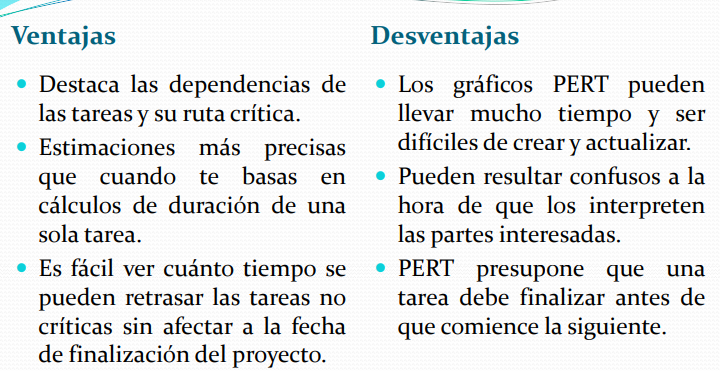 Ventajas
Destaca las dependencias de
las tareas y su ruta crítica.
Estimaciones más precisas
que cuando te basas en
cálculos de duración de una
sola tarea.
Es fácil ver cuánto tiempo se
pueden retrasar las tareas no
críticas sin afectar a la fecha
de finalización del proyecto.
Desventajas
Los gráficos PERT pueden
llevar mucho tiempo y ser
difíciles de crear y actualizar.
Pueden resultar confusos a la
hora de que los interpreten
las partes interesadas.
PERT presupone que una
tarea debe finalizar antes de
que comience la siguiente.